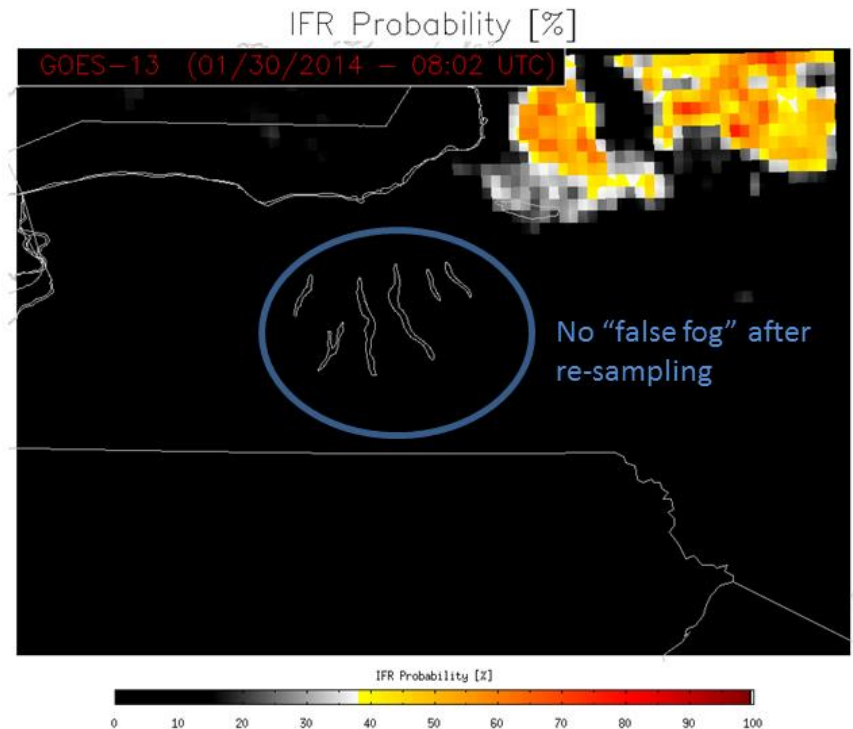 IFR Probability [%]
GOES-13 (01/30/2014 - 08:02 UTC)
No “false fog” after
re-sampling
IFR Probability [%]
0 10 20 30 40 50 60 70 80 90 100